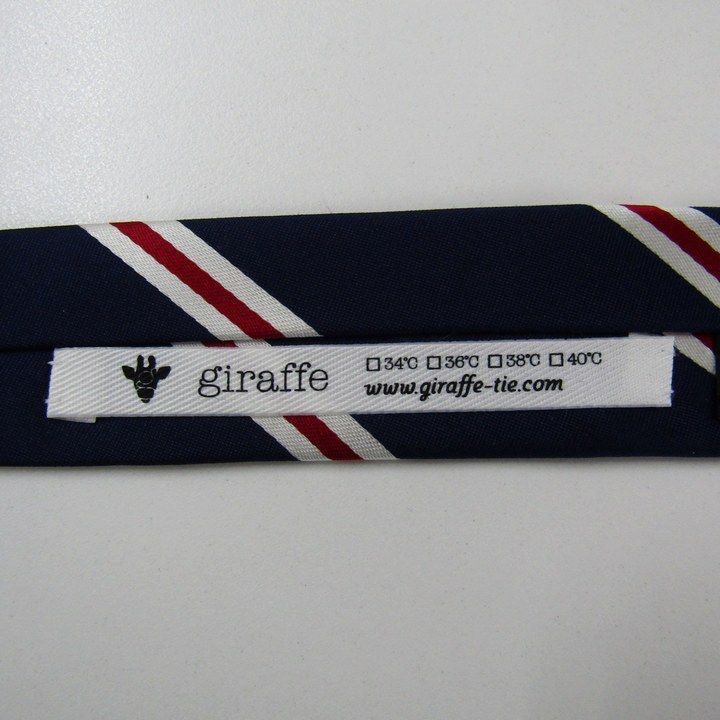 giraffe
☐ 34℃ ☐ 36℃ ☐ 38℃ ☐ 40℃
www.giraffe-tie.com